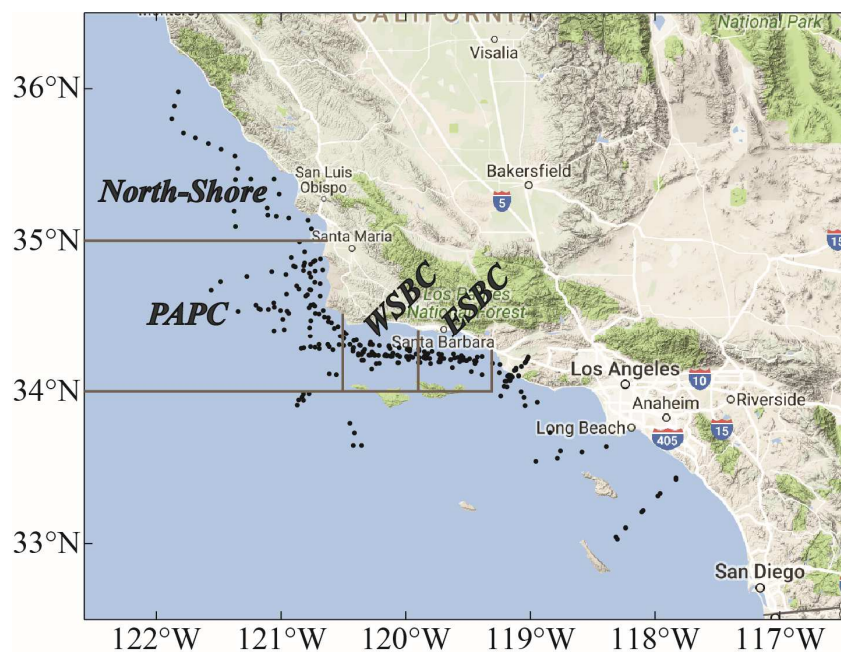 Monterey
CALIFORNIA
National Park
Visalia
36°N
San Luis
Obispo
Bakersfield
North-Shore
5
35°N
Santa Maria
15
PAPC
WSBC
ESBC
Los Padres
National Forest
Santa Barbara
34°N
Los Angeles
10
Anaheim
Riverside
Long Beach
405
15
33°N
San Diego
122°W
121°W
120°W
119°W
118°W
117°W